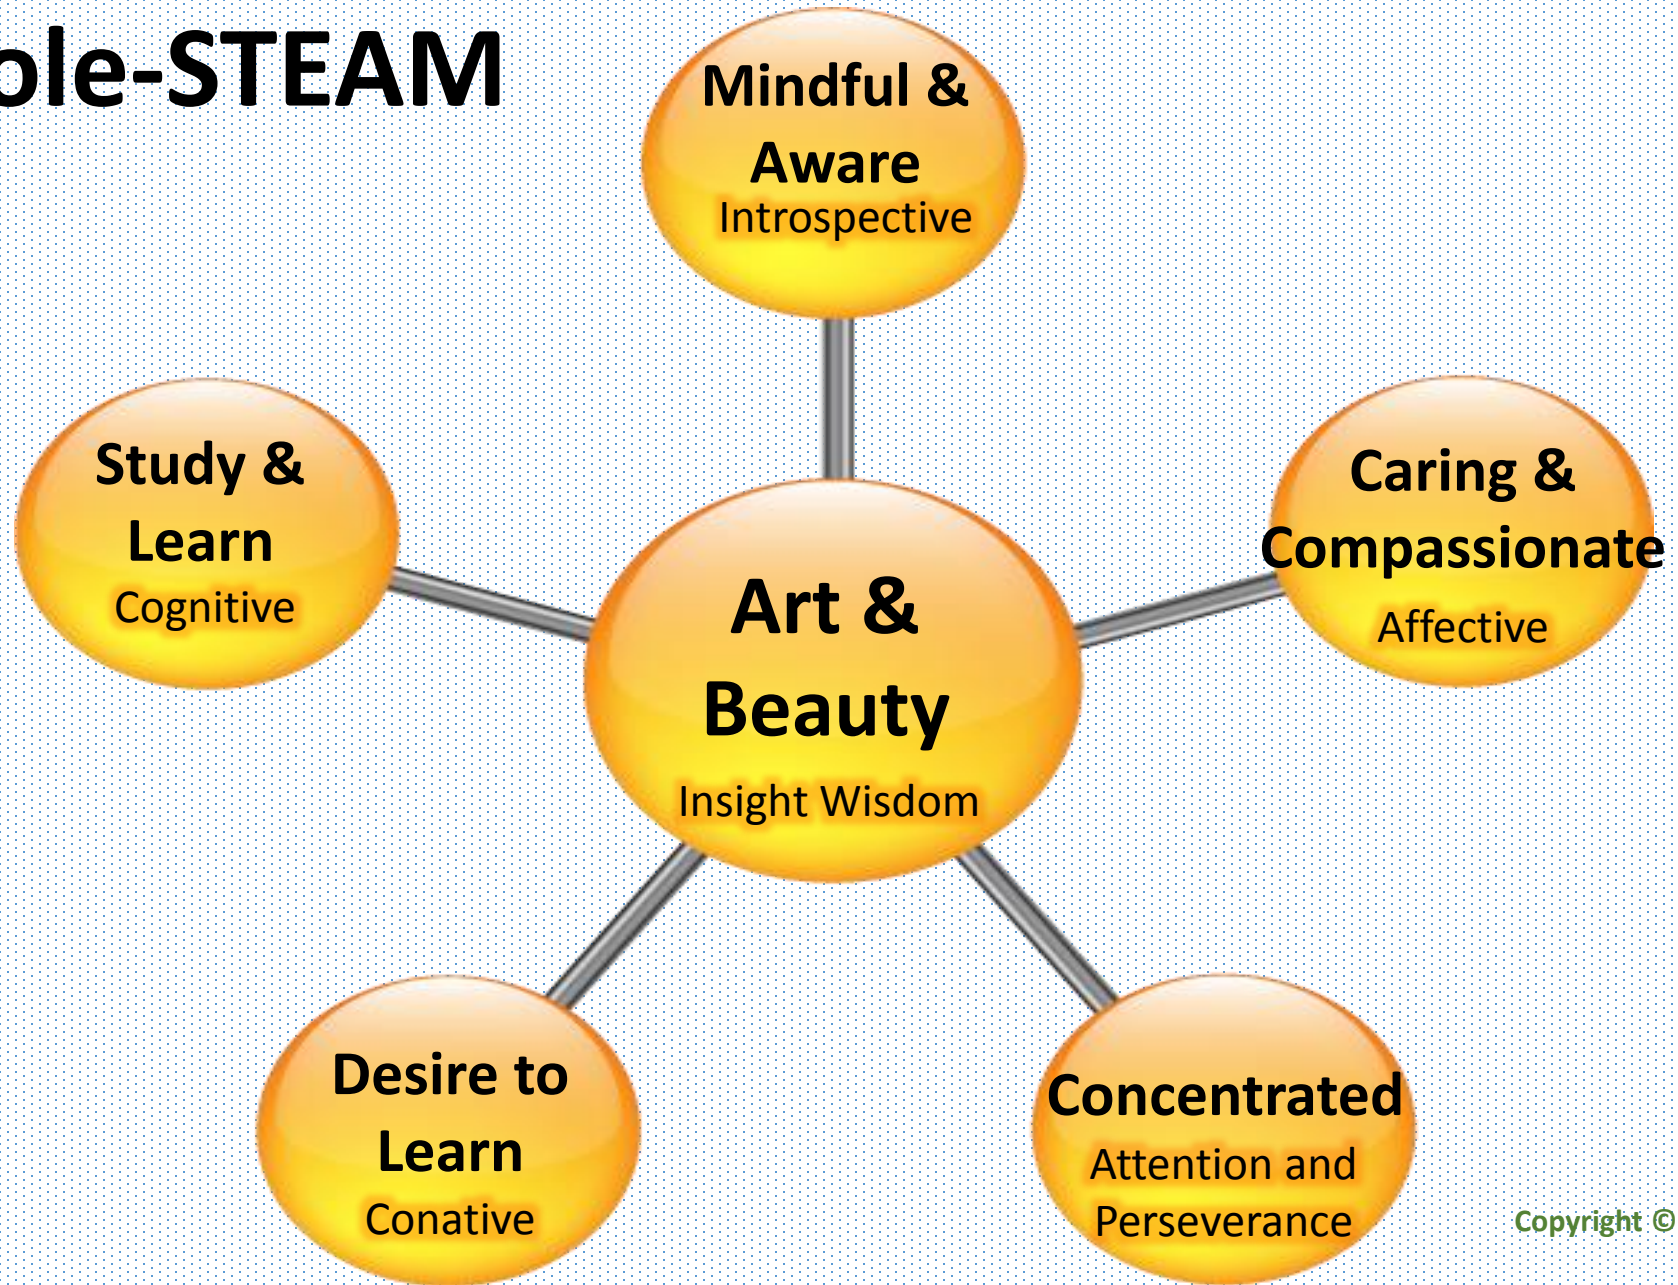 ole-STEAM
Mindful &
Aware
Introspective
Study &
Learn
Cognitive
Caring &
Compassionate
Affective
Art &
Beauty
Insight Wisdom
Desire to
Learn
Conative
Concentrated
Attention and
Perseverance
Copyright ©